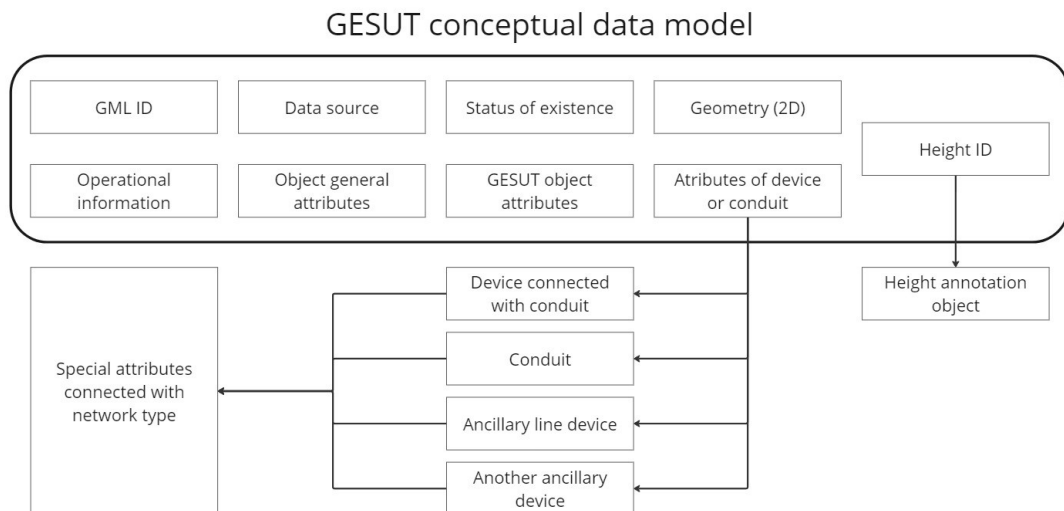 GESUT conceptual data model
GML ID
Data source
Status of existence
Geometry (2D)
Height ID
Operational
information
Object general
attributes
GESUT object
attributes
Atributes of device
or conduit
Device connected
with conduit
Height annotation
object
Conduit
Special attributes
connected with
network type
Ancillary line device
Another ancillary
device